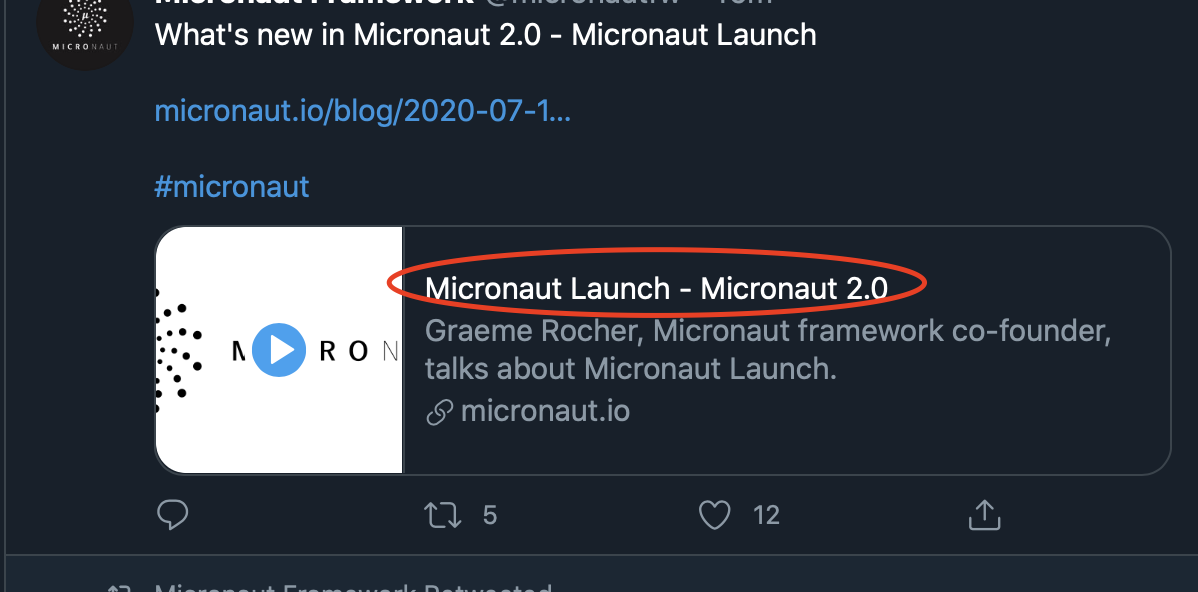 MICRONAUT
Micronaut Framework @micronautfw · 18m
What's new in Micronaut 2.0 - Micronaut Launch
micronaut.io/blog/2020-07-1...
#micronaut
Micronaut Launch - Micronaut 2.0
Graeme Rocher, Micronaut framework co-founder,
talks about Micronaut Launch.
micronaut.io
M RON
5 12
Micronaut Framework Retweeted